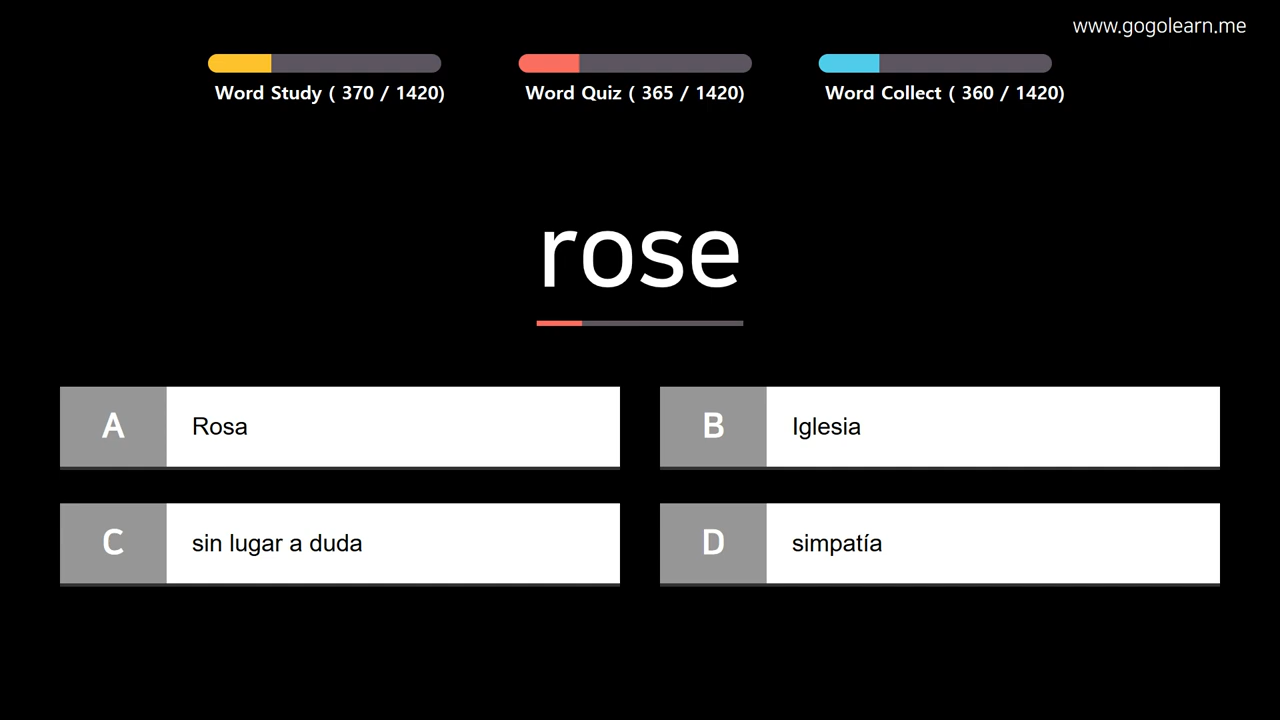 www.gogolearn.me
Word Study ( 370 / 1420)
Word Quiz ( 365 / 1420)
Word Collect ( 360 / 1420)
rose
A
Rosa
B
Iglesia
C
sin lugar a duda
D
simpatía